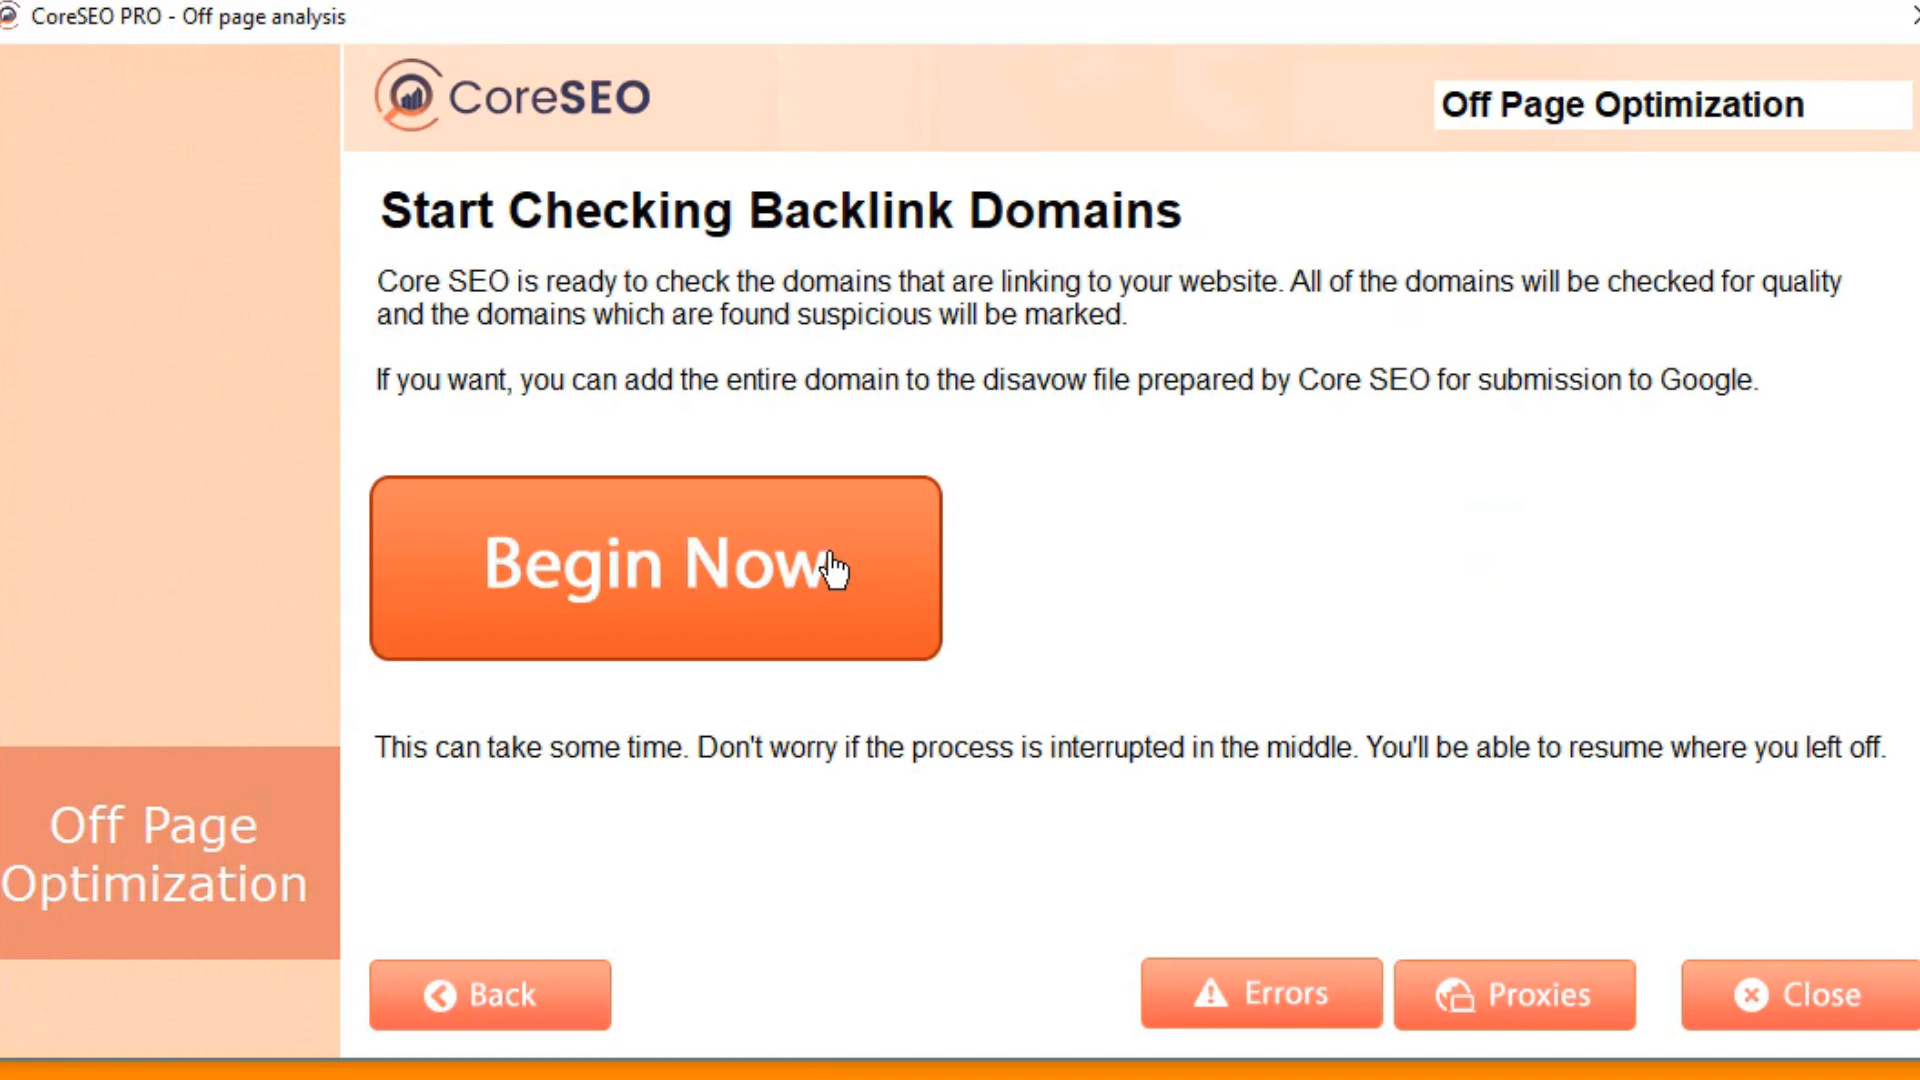 CoreSEO PRO - Off page analysis
CoreSEO
Off Page Optimization
Start Checking Backlink Domains
Core SEO is ready to check the domains that are linking to your website. All of the domains will be checked for quality
and the domains which are found suspicious will be marked.
If you want, you can add the entire domain to the disavow file prepared by Core SEO for submission to Google.
Begin Now
This can take some time. Don't worry if the process is interrupted in the middle. You'll be able to resume where you left off.
Off Page
Optimization
Back
Errors
Proxies
Close